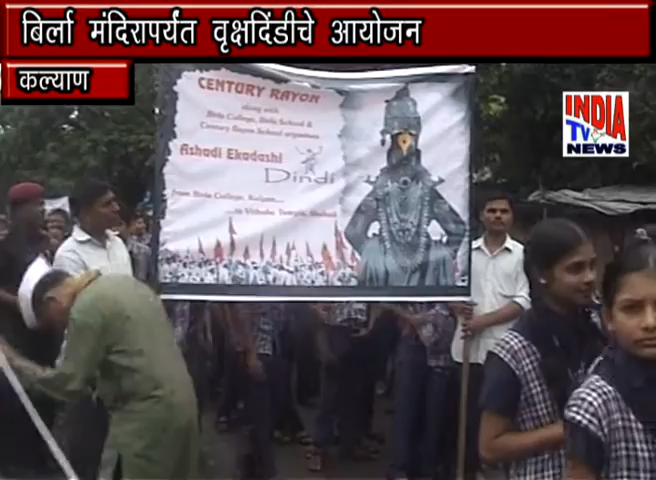 बिर्ला मंदिरापर्यंत वृक्षदिंडीचे आयोजन
कल्याण
INDIA
TV
NEWS
CENTURY RAYON
along with
Birla College, Birla School &
Century Rayon School organises
ASHADI EKADASHI
Dindi
from Birla College, Kalyan
to Vithoba Temple, Shahad